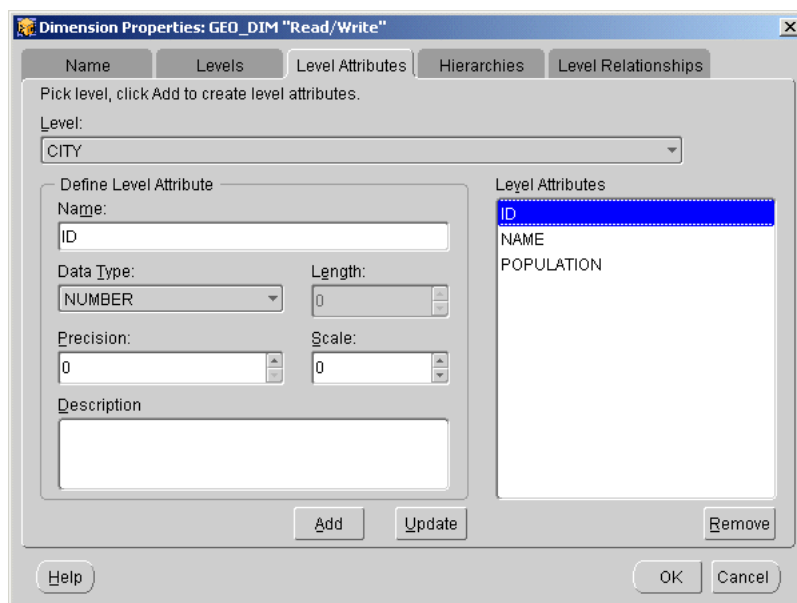 Dimension Properties: GEO_DIM "Read/Write"
Name Levels Level Attributes Hierarchies Level Relationships
Pick level, click Add to create level attributes.
Level:
CITY
Define Level Attribute
Name:
ID
Data Type: Length:
NUMBER 0
Precision: Scale:
0 0
Description
Level Attributes
ID
NAME
POPULATION
Add Update Remove
Help OK Cancel